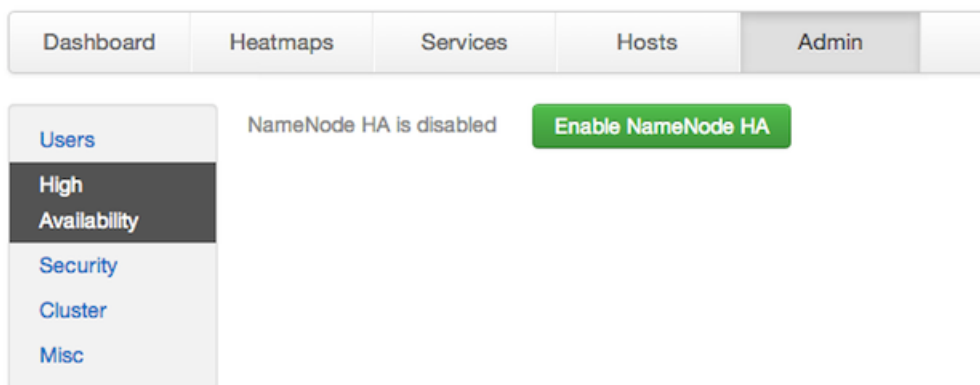 Dashboard Heatmaps Services Hosts Admin
Users
High
Availability
Security
Cluster
Misc
NameNode HA is disabled Enable NameNode HA